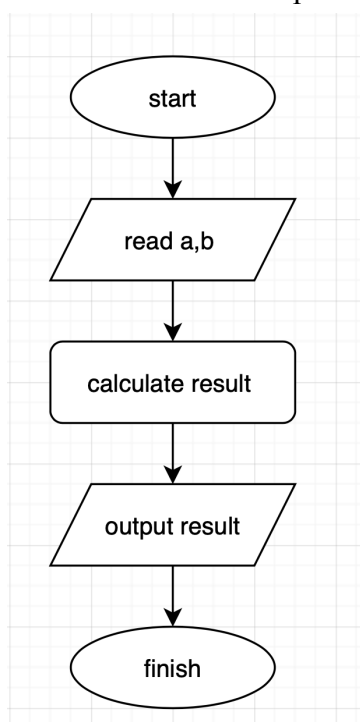 start
read a,b
calculate result
output result
finish